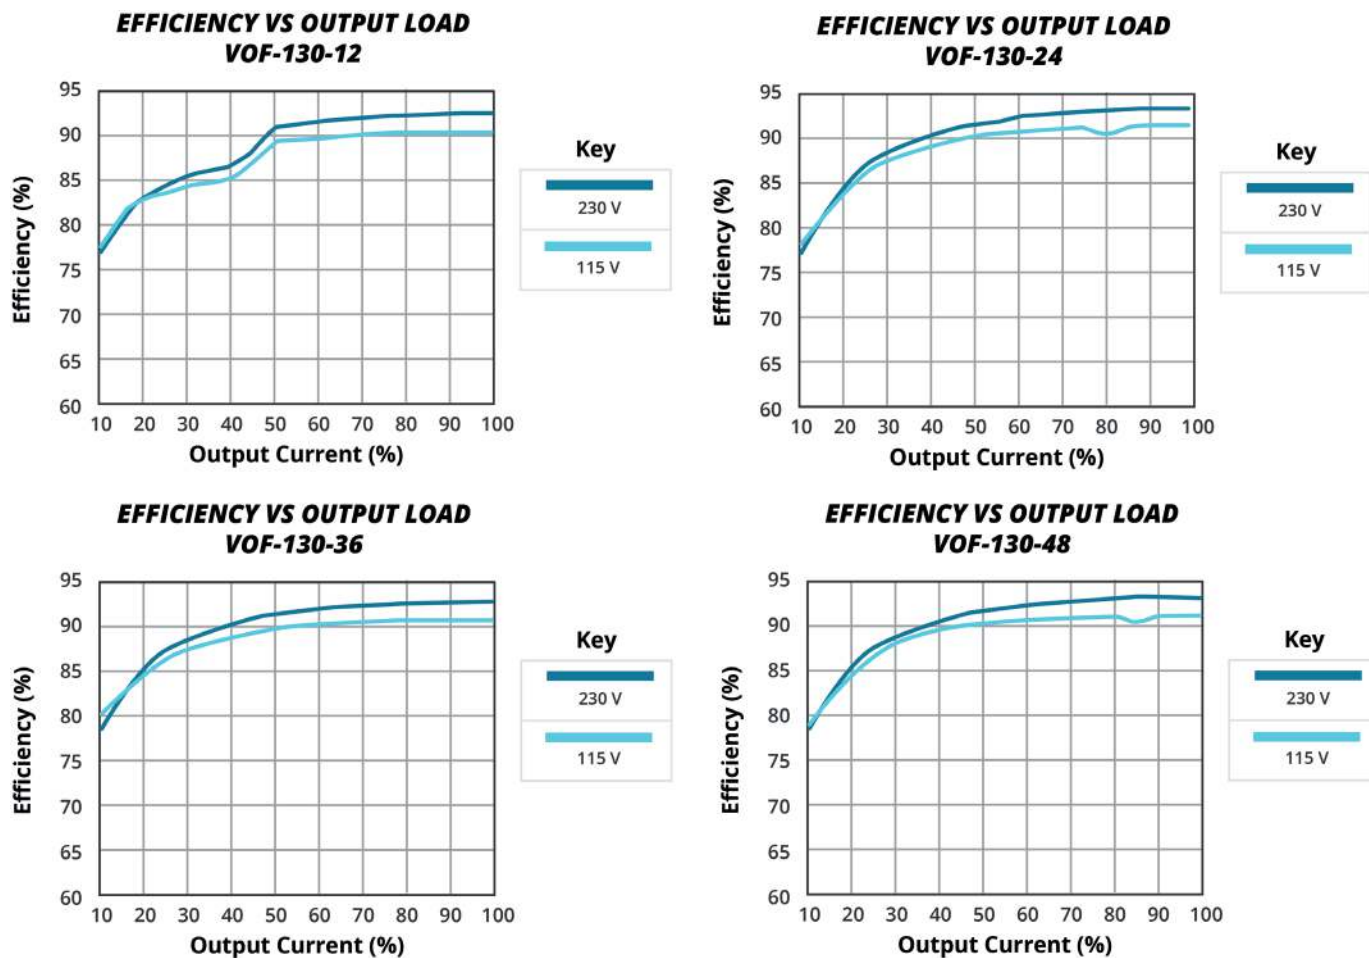 EFFICIENCY VS OUTPUT LOAD
VOF-130-12
95
90
85
80
75
70
65
60
Efficiency (%)
10 20 30 40 50 60 70 80 90 100
Output Current (%)
Key
230 V
115 V
EFFICIENCY VS OUTPUT LOAD
VOF-130-24
95
90
85
80
75
70
65
60
Efficiency (%)
10 20 30 40 50 60 70 80 90 100
Output Current (%)
Key
230 V
115 V
EFFICIENCY VS OUTPUT LOAD
VOF-130-36
95
90
85
80
75
70
65
60
Efficiency (%)
10 20 30 40 50 60 70 80 90 100
Output Current (%)
Key
230 V
115 V
EFFICIENCY VS OUTPUT LOAD
VOF-130-48
95
90
85
80
75
70
65
60
Efficiency (%)
10 20 30 40 50 60 70 80 90 100
Output Current (%)
Key
230 V
115 V